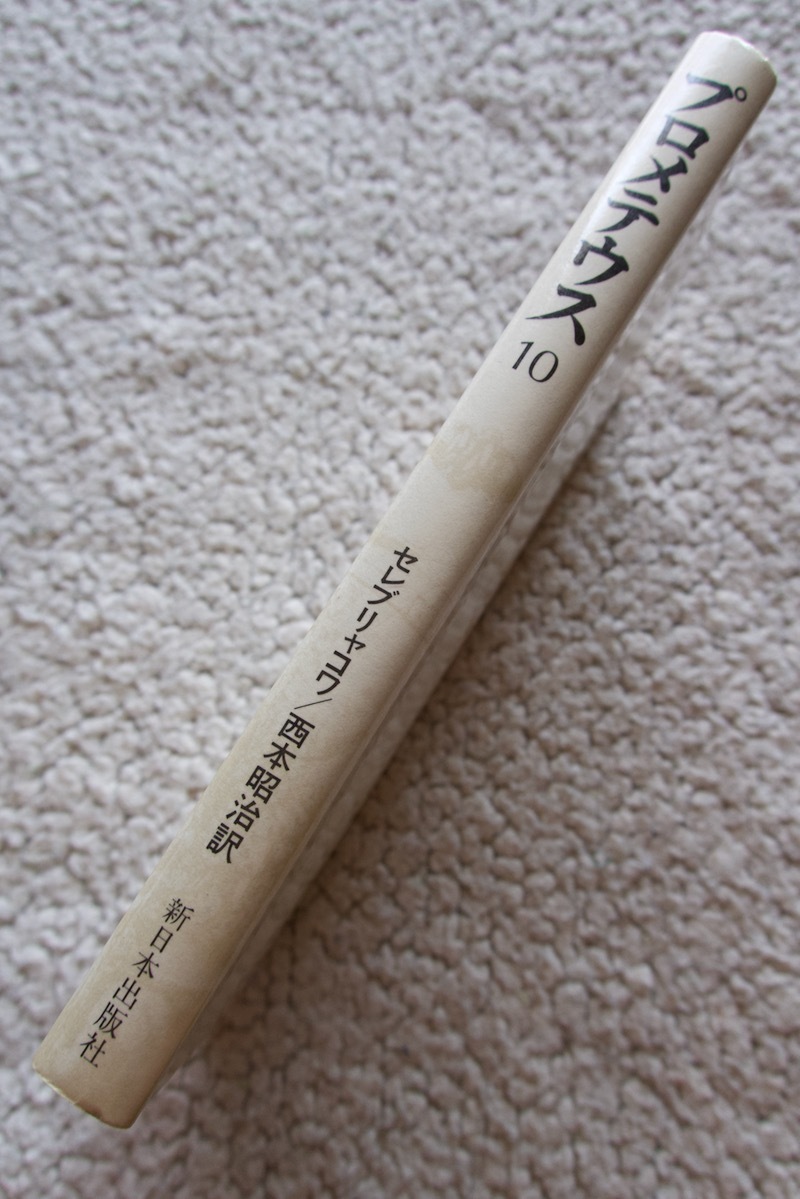 プロメテウス
10
セレブリャコワ/西本昭治訳
新日本出版社